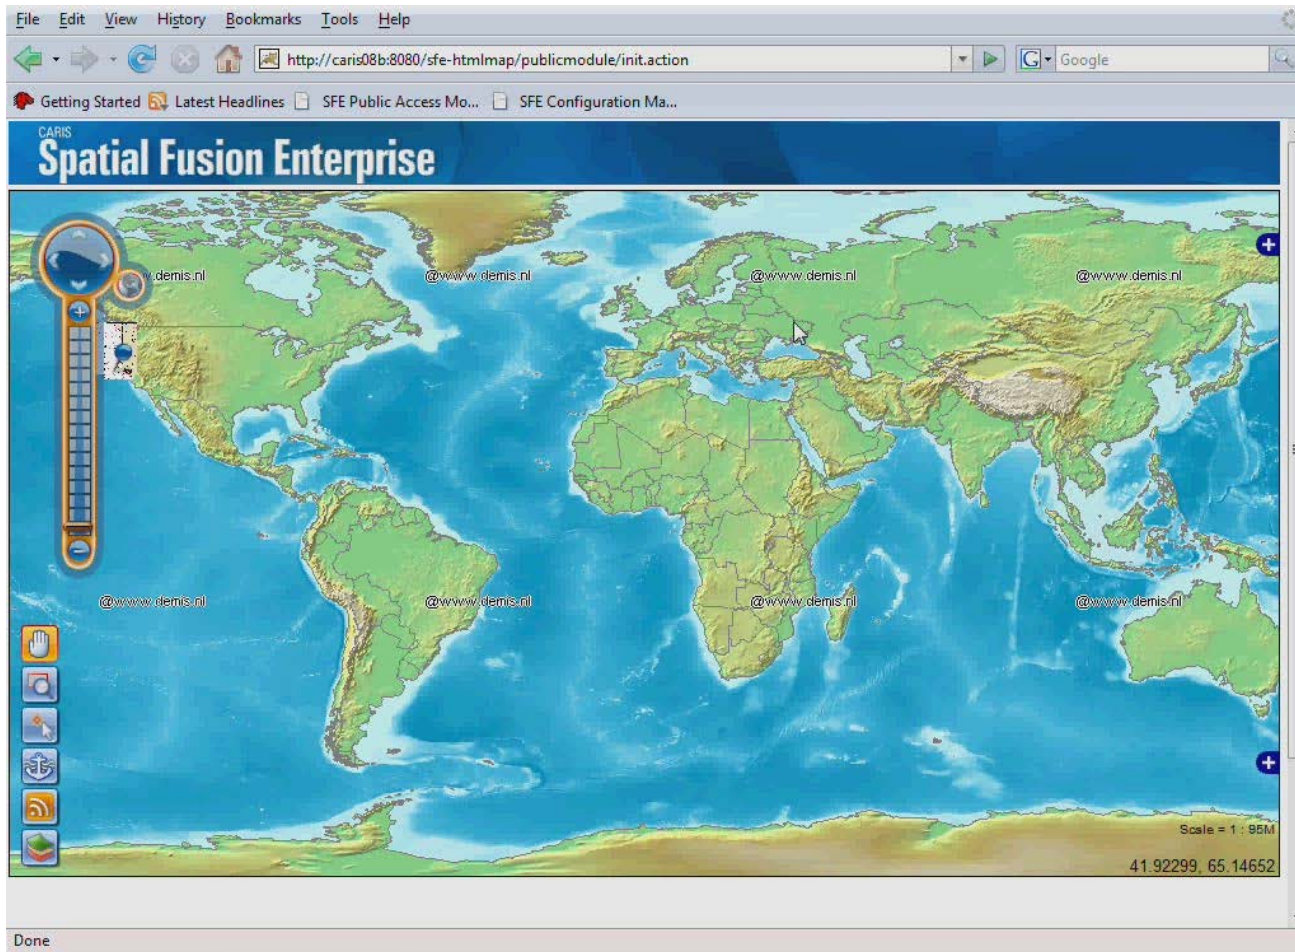 File Edit View History Bookmarks Tools Help
http://caris08b:8080/sfe-htmlmap/publicmodule/init.action
G Google
Getting Started Latest Headlines SFE Public Access Mo... SFE Configuration Ma...
CARIS
Spatial Fusion Enterprise
w.demis.nl @www.demis.nl @www.demis.nl @www.demis.nl
@www.demis.nl @www.demis.nl @www.demis.nl @www.demis.nl
Scale = 1 : 95M
41.92299, 65.14652
Done